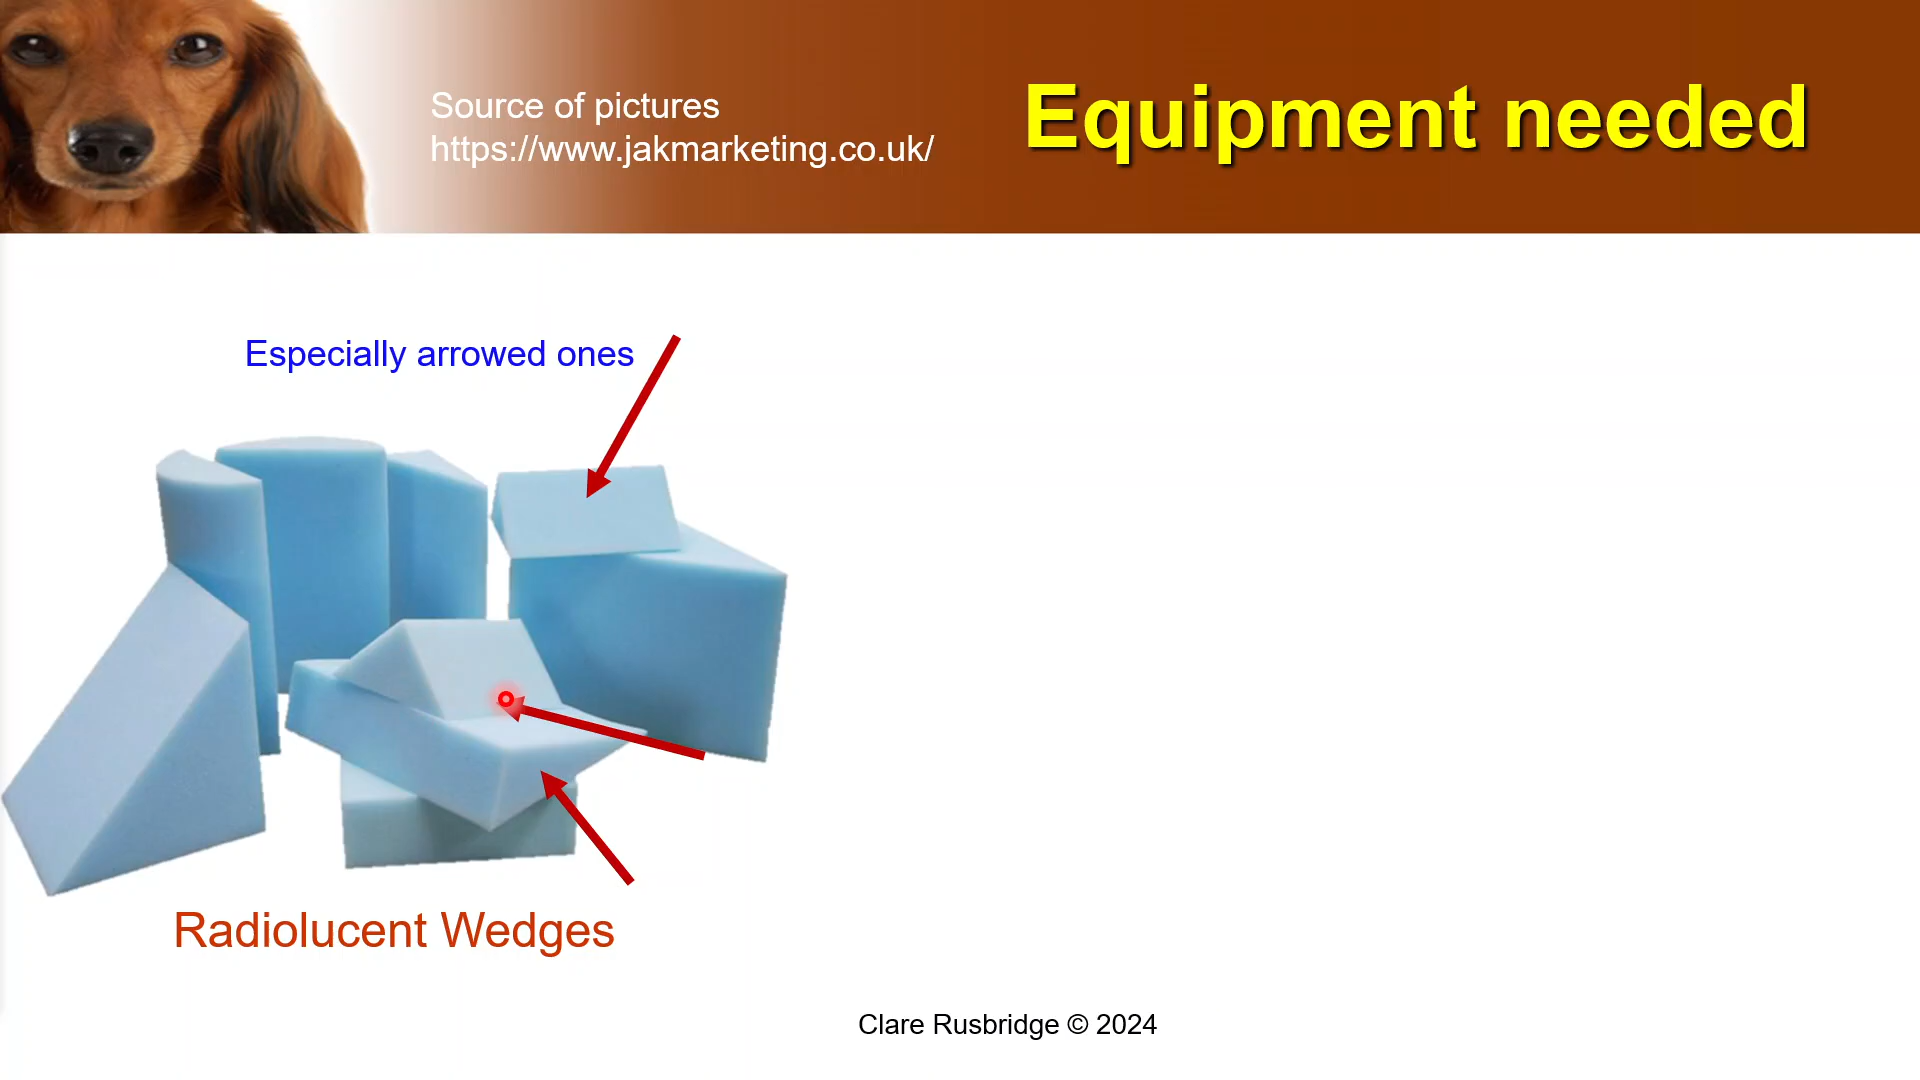 Source of pictures
https://www.jakmarketing.co.uk/
Equipment needed
Especially arrowed ones
Radiolucent Wedges
Clare Rusbridge © 2024